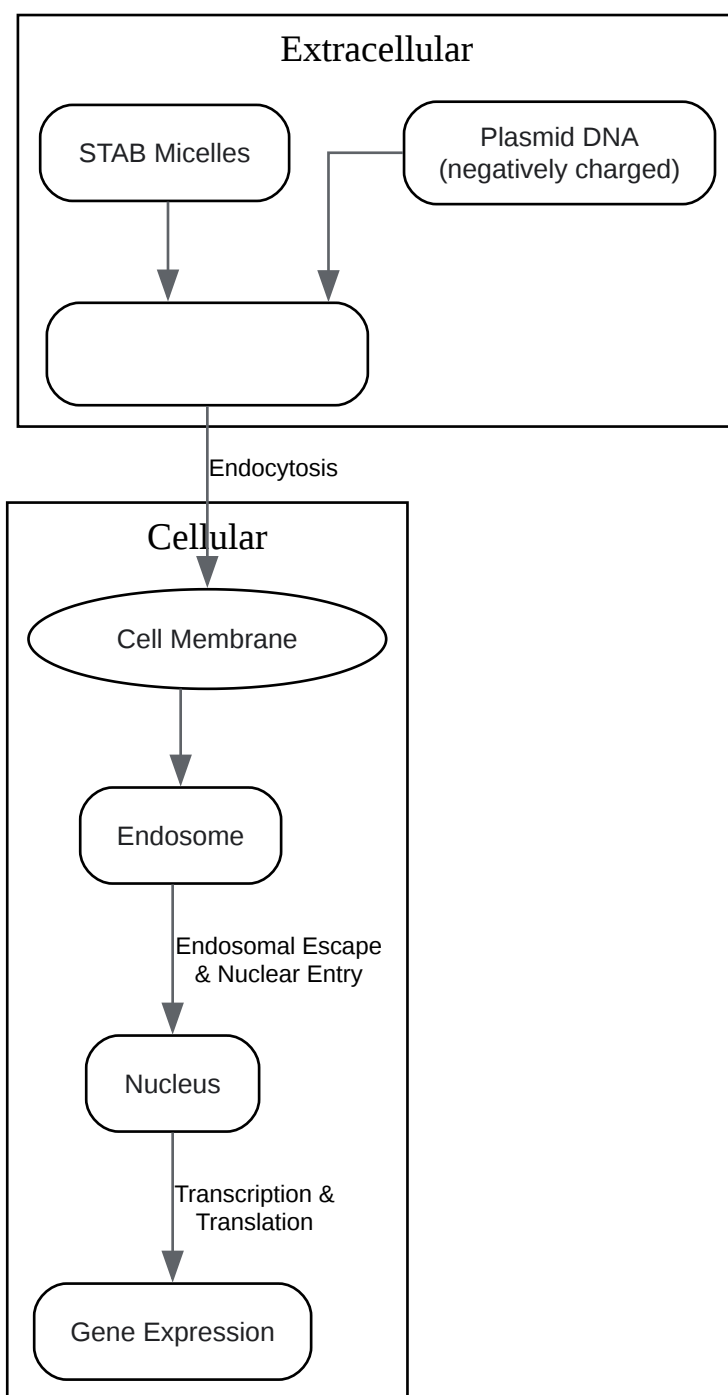 Extracellular
STAB Micelles
Plasmid DNA
(negatively charged)
Endocytosis
Cellular
Cell Membrane
Endosome
Endosomal Escape
& Nuclear Entry
Nucleus
Transcription &
Translation
Gene Expression